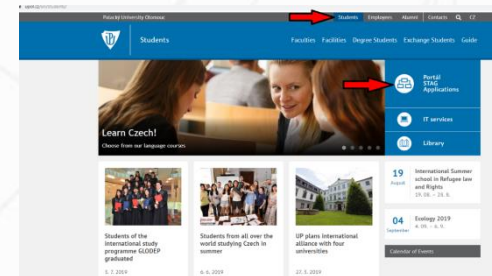 Palacký University Olomouc
Students Employees Alumni Contacts CZ
Students
Faculties Facilities Degree Students Exchange Students Guide
Portál
STAG
Applications
IT services
Library
Learn Czech!
Choose from our language courses
19
August
International Summer
school in Refugee law
and Rights
04
September
Ecology 2019
Calendar of Events
Students of the
international study
programme GLODEP
graduated
3. 7. 2019
Students from all over the
world studying Czech in
summer
6. 6. 2019
UP plans international
alliance with four
universities
27. 5. 2019